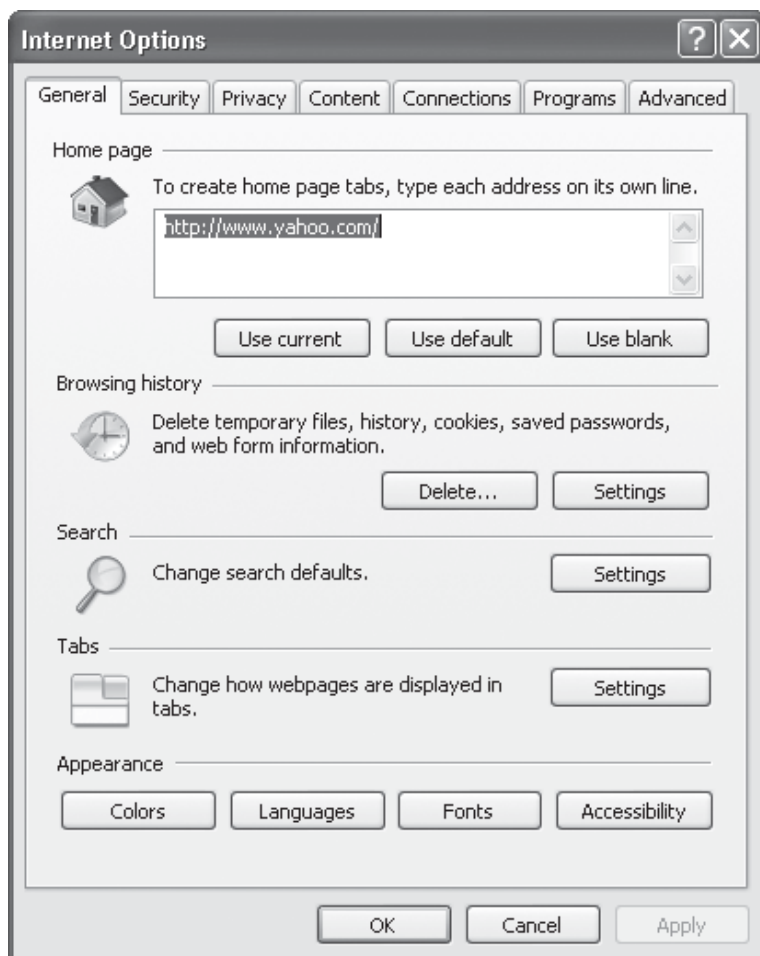 Internet Options
General Security Privacy Content Connections Programs Advanced
Home page
To create home page tabs, type each address on its own line.
http://www.yahoo.com/
Use current Use default Use blank
Browsing history
Delete temporary files, history, cookies, saved passwords,
and web form information.
Delete... Settings
Search
Change search defaults. Settings
Tabs
Change how webpages are displayed in
tabs.
Settings
Appearance
Colors Languages Fonts Accessibility
OK Cancel Apply